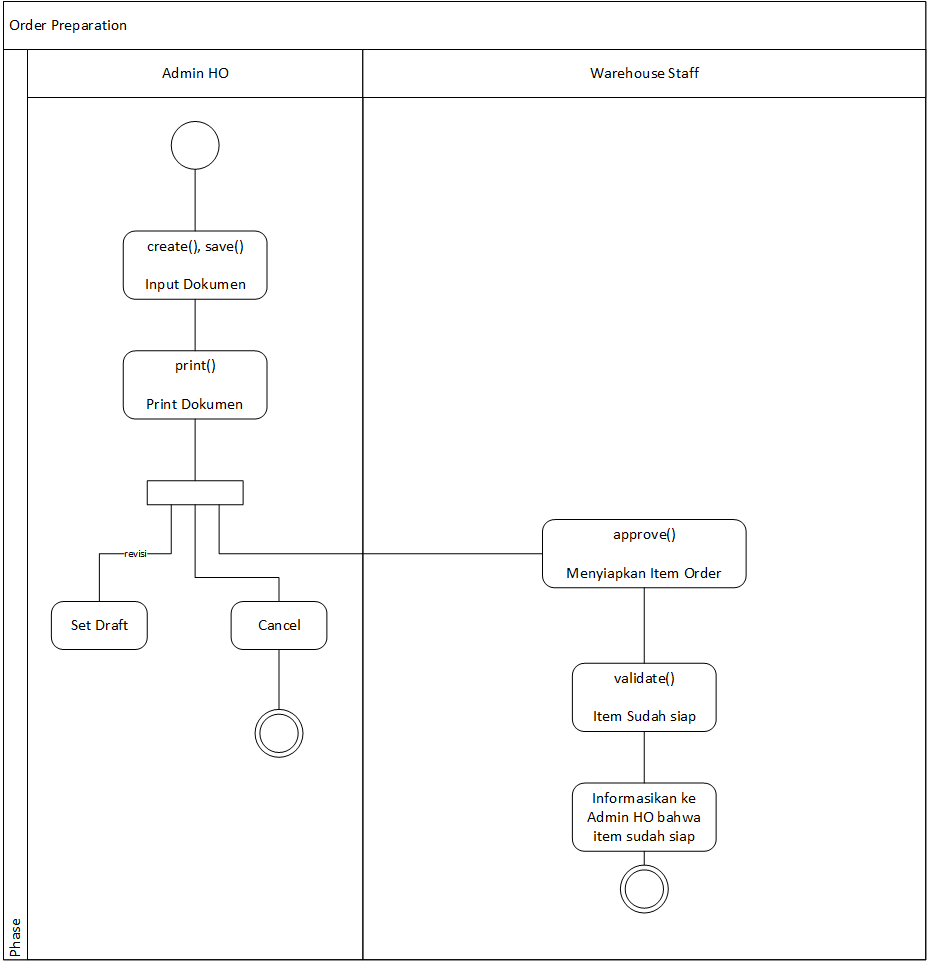 Order Preparation
Admin HO
Warehouse Staff
create(), save()
Input Dokumen
print()
Print Dokumen
revisi
Set Draft
Cancel
approve()
Menyiapkan Item Order
validate()
Item Sudah siap
Informasikan ke
Admin HO bahwa
item sudah siap
Phase